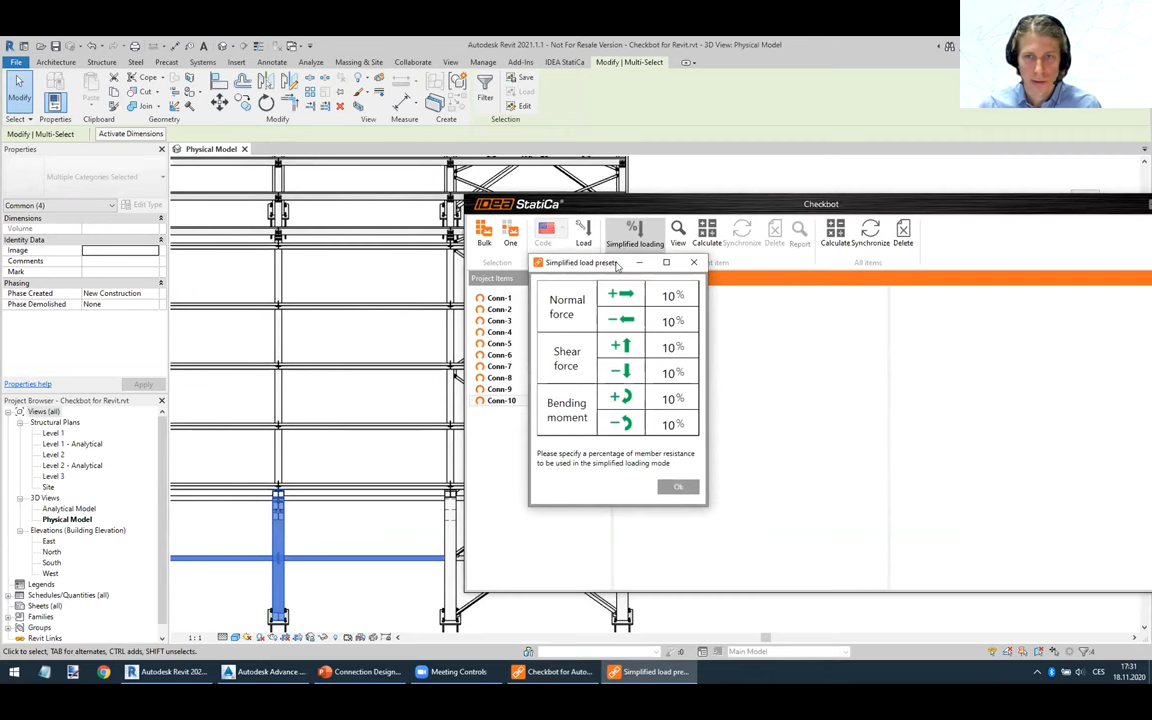 Autodesk Revit 2021.1.1 - Not For Resale Version - Checkbot for Revit.rvt - 3D View: Physical Model
File Architecture Structure Steel Precast Systems Insert Annotate Analyze Massing & Site Collaborate View Manage Add-Ins IDEA StatiCa Modify | Multi-Select
Modify Paste Cope Cut Join Filter Save Load Edit
Select Properties Clipboard Geometry Modify View Measure Create Selection
Modify | Multi-Select Activate Dimensions
Properties
Physical Model
Multiple Categories Selected
Common (4) Edit Type
Dimensions
Volume
Identity Data
Image
Comments
Mark
Phasing
Phase Created New Construction
Phase Demolished None
Properties help Apply
Project Browser - Checkbot for Revit.rvt
Views (all)
Structural Plans
Level 1
Level 1 - Analytical
Level 2
Level 2 - Analytical
Level 3
Site
3D Views
Analytical Model
Physical Model
Elevations (Building Elevation)
East
North
South
West
Legends
Schedules/Quantities (all)
Sheets (all)
Families
Groups
Revit Links
IDEA StatiCa® Checkbot
Bulk One Code Load Simplified loading View Calculate Synchronize Delete Report Calculate Synchronize Delete
Selection item All items
Project Items
Conn-1
Conn-2
Conn-3
Conn-4
Conn-5
Conn-6
Conn-7
Conn-8
Conn-9
Conn-10
Simplified load presets
Normal force + 10%
- 10%
Shear force + 10%
- 10%
Bending moment + 10%
- 10%
Please specify a percentage of member resistance
to be used in the simplified loading mode
Ok
1:1
Click to select, TAB for alternates, CTRL adds, SHIFT unselects. :0 Main Model :4
Autodesk Revit 202... Autodesk Advance ... Connection Design... Meeting Controls Checkbot for Auto... Simplified load pre... CES 17:31
18.11.2020